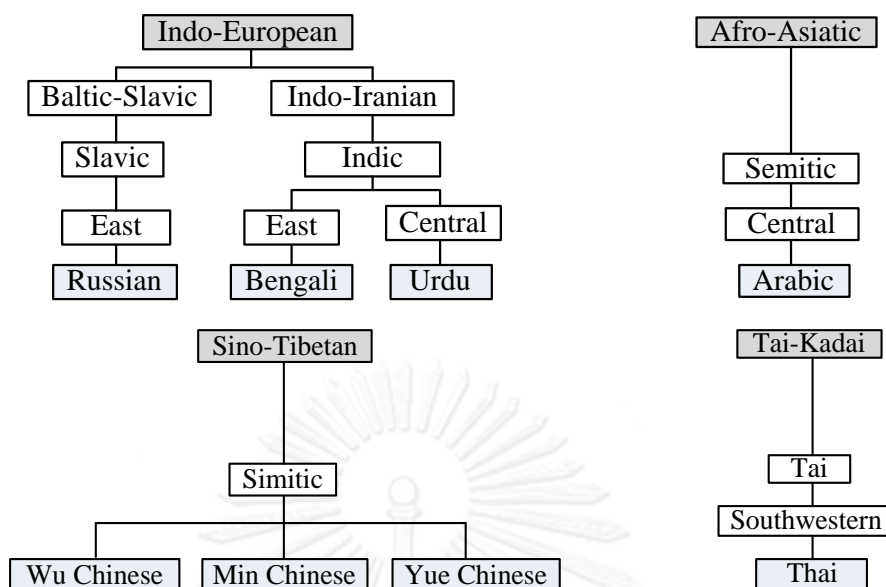 Indo-European
Afro-Asiatic
Baltic-Slavic
Indo-Iranian
Slavic
Indic
Semitic
East
East
Central
Central
Russian
Bengali
Urdu
Arabic
Sino-Tibetan
Tai-Kadai
Simitic
Tai
Southwestern
Wu Chinese
Min Chinese
Yue Chinese
Thai